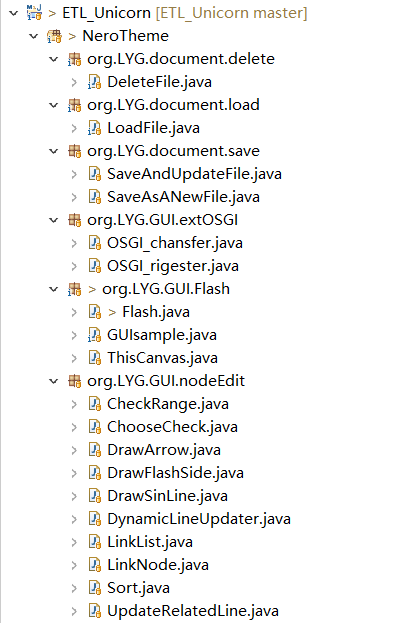 > ETL_Unicorn [ETL_Unicorn master]
> NeroTheme
org.LYG.document.delete
DeleteFile.java
org.LYG.document.load
LoadFile.java
org.LYG.document.save
SaveAndUpdateFile.java
SaveAsANewFile.java
org.LYG.GUI.extOSGI
OSGI_chansfer.java
OSGI_rigester.java
> org.LYG.GUI.Flash
> Flash.java
GUIsample.java
ThisCanvas.java
org.LYG.GUI.nodeEdit
CheckRange.java
ChooseCheck.java
DrawArrow.java
DrawFlashSide.java
DrawSinLine.java
DynamicLineUpdater.java
LinkList.java
LinkNode.java
Sort.java
UpdateRelatedLine.java